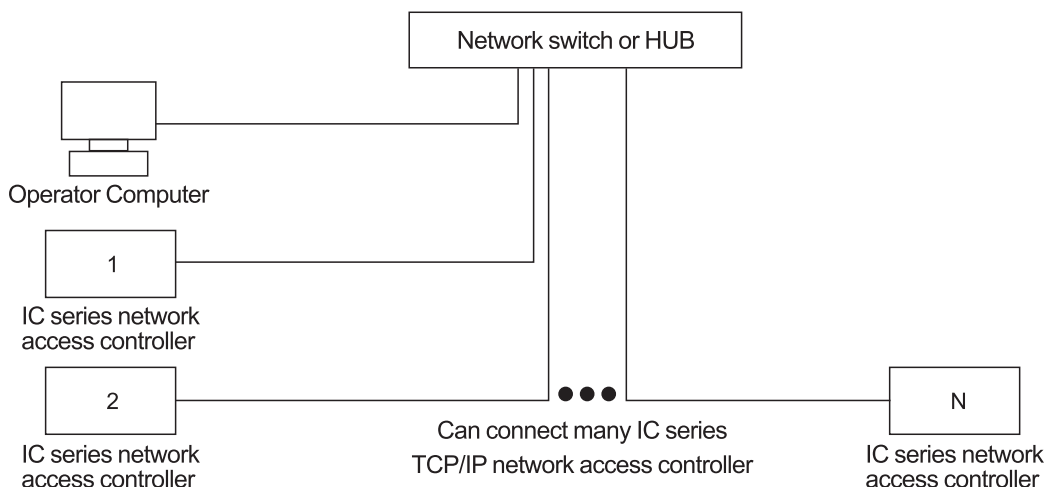 Network switch or HUB
Operator Computer
1
IC series network
access controller
2
IC series network
access controller
Can connect many IC series
TCP/IP network access controller
N
IC series network
access controller